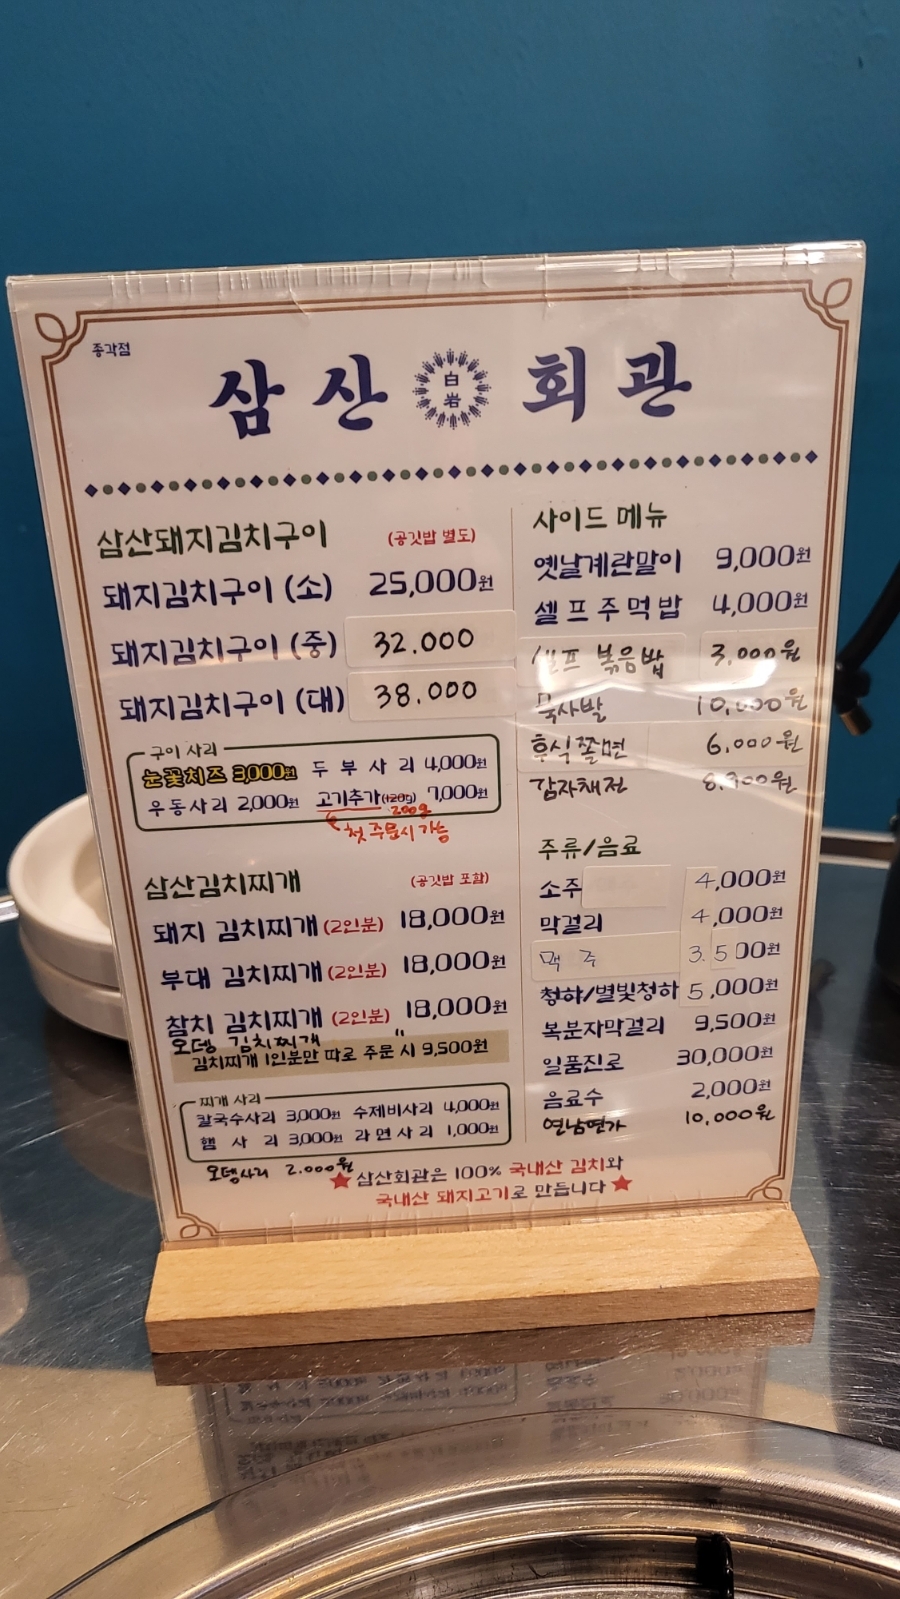 종각점
삼산 白岩 회관
삼산돼지김치구이 (공깃밥 별도)
돼지김치구이 (소) 25,000원
돼지김치구이 (중) 32.000
돼지김치구이 (대) 38.000
구이 사리
눈꽃치즈 3,000원 두부사리 4,000원
우동사리 2,000원 고기추가(120g) 7,000원
200g
첫 주문시 가능
삼산김치찌개 (공깃밥 포함)
돼지 김치찌개 (2인분) 18,000원
부대 김치찌개 (2인분) 18,000원
참치 김치찌개 (2인분) 18,000원
오뎅 김치찌개 "
김치찌개 1인분만 따로 주문 시 9,500원
찌개 사리
칼국수사리 3,000원 수제비사리 4,000원
햄사리 3,000원 라면사리 1,000원
오뎅사리 2.000원
사이드 메뉴
옛날계란말이 9,000원
셀프주먹밥 4,000원
셀프 볶음밥 3,000원
묵사발 10,000원
후식쫄면 6,000원
감자채전
주류/음료
소주 4,000원
막걸리 4,000원
맥주 3.500원
청하/별빛청하 5,000원
복분자막걸리 9,500원
일품진로 30,000원
음료수 2,000원
연남연가 10,000원
★삼산회관은 100% 국내산 김치와
국내산 돼지고기로 만듭니다★